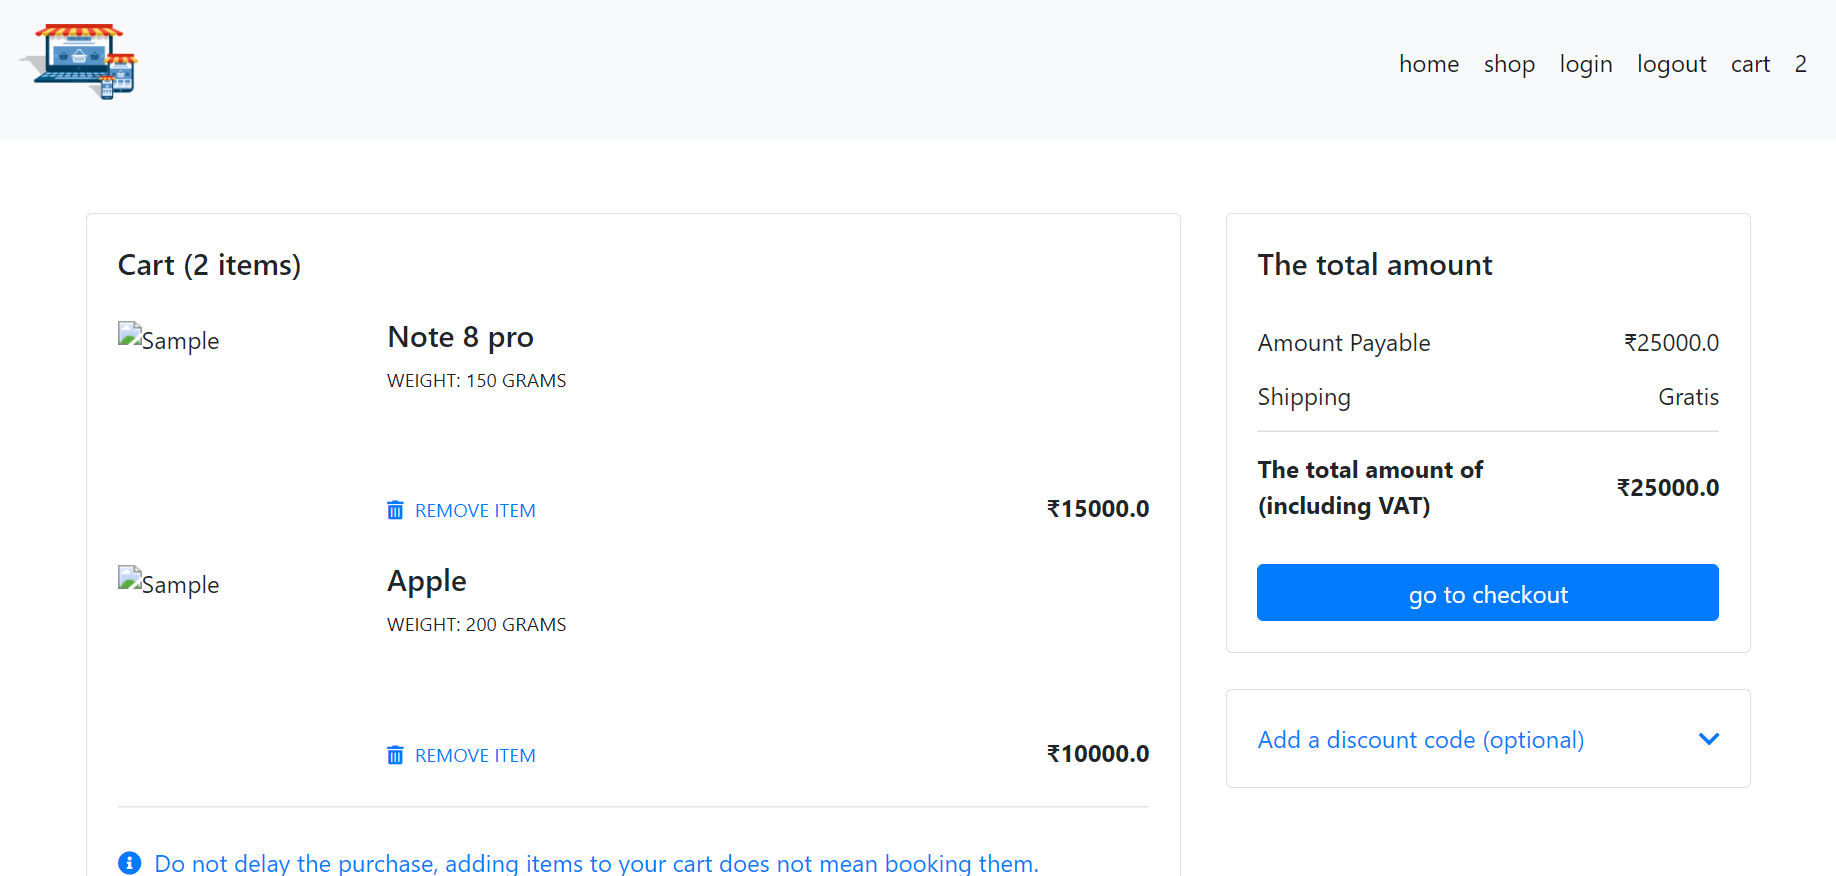 home shop login logout cart 2
Cart (2 items)
Sample
Note 8 pro
WEIGHT: 150 GRAMS
REMOVE ITEM
₹15000.0
Sample
Apple
WEIGHT: 200 GRAMS
REMOVE ITEM
₹10000.0
Do not delay the purchase, adding items to your cart does not mean booking them.
The total amount
Amount Payable ₹25000.0
Shipping Gratis
The total amount of
(including VAT)
₹25000.0
go to checkout
Add a discount code (optional)